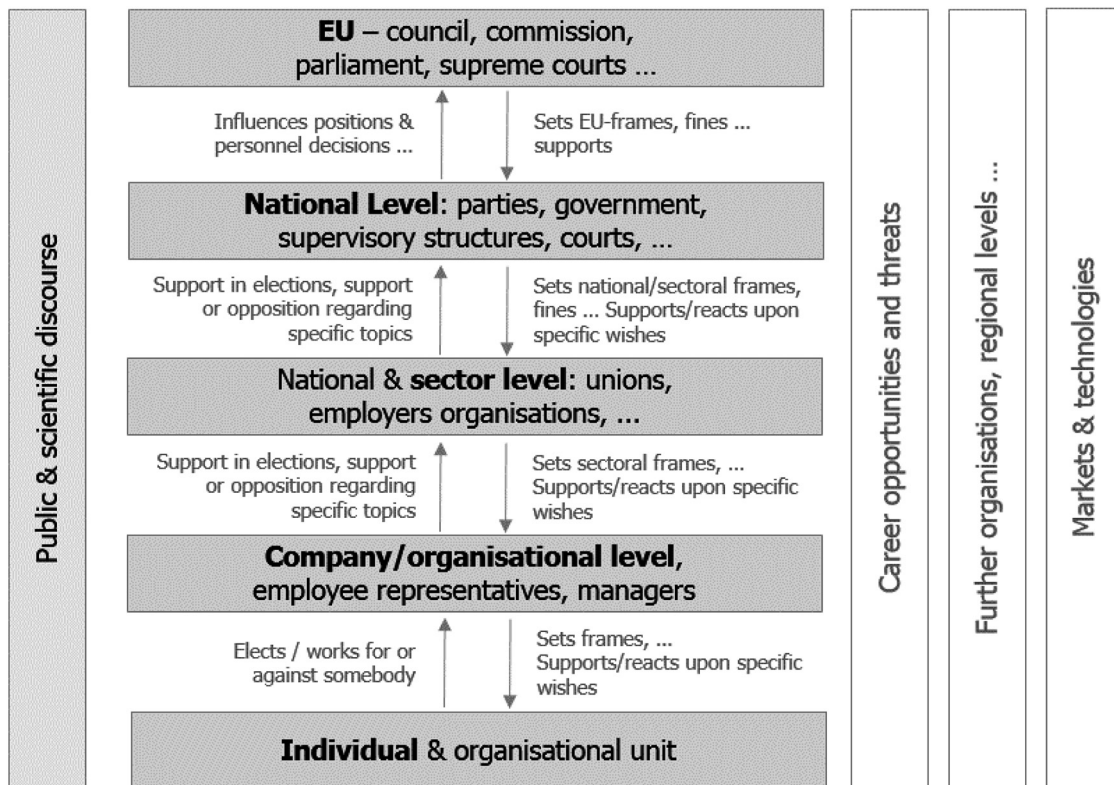 Public & scientific discourse
EU – council, commission,
parliament, supreme courts ...
Influences positions &
personnel decisions ...
Sets EU-frames, fines ...
supports
National Level: parties, government,
supervisory structures, courts, ...
Support in elections, support
or opposition regarding
specific topics
Sets national/sectoral frames,
fines ... Supports/reacts upon
specific wishes
National & sector level: unions,
employers organisations, ...
Support in elections, support
or opposition regarding
specific topics
Sets sectoral frames, ...
Supports/reacts upon specific
wishes
Company/organisational level,
employee representatives, managers
Elects / works for or
against somebody
Sets frames, ...
Supports/reacts upon specific
wishes
Individual & organisational unit
Career opportunities and threats
Further organisations, regional levels ...
Markets & technologies